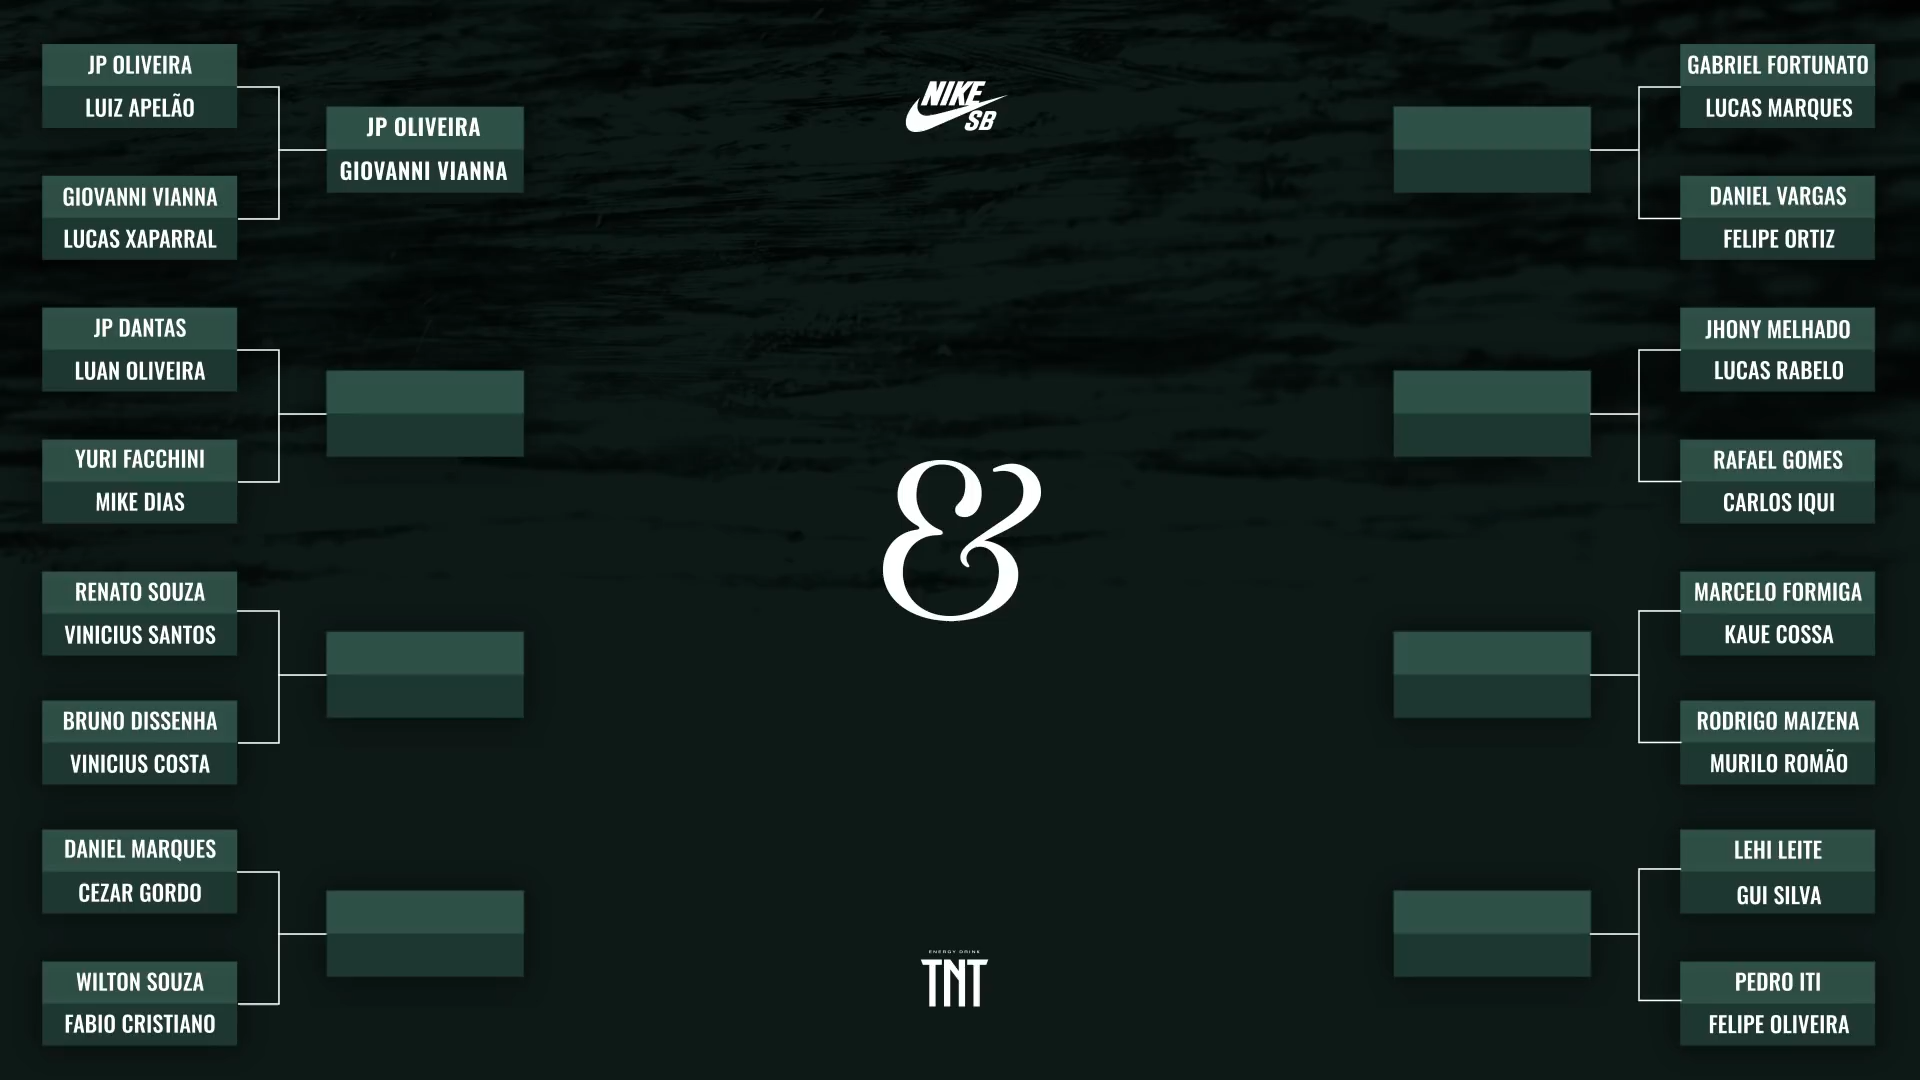 JP OLIVEIRA
LUIZ APELÃO
GIOVANNI VIANNA
LUCAS XAPARRAL
JP DANTAS
LUAN OLIVEIRA
YURI FACCHINI
MIKE DIAS
RENATO SOUZA
VINICIUS SANTOS
BRUNO DISSENHA
VINICIUS COSTA
DANIEL MARQUES
CEZAR GORDO
WILTON SOUZA
FABIO CRISTIANO
JP OLIVEIRA
GIOVANNI VIANNA
NIKE
SB
&
ENERGY DRINK
TNT
GABRIEL FORTUNATO
LUCAS MARQUES
DANIEL VARGAS
FELIPE ORTIZ
JHONY MELHADO
LUCAS RABELO
RAFAEL GOMES
CARLOS IQUI
MARCELO FORMIGA
KAUE COSSA
RODRIGO MAIZENA
MURILO ROMÃO
LEHI LEITE
GUI SILVA
PEDRO ITI
FELIPE OLIVEIRA